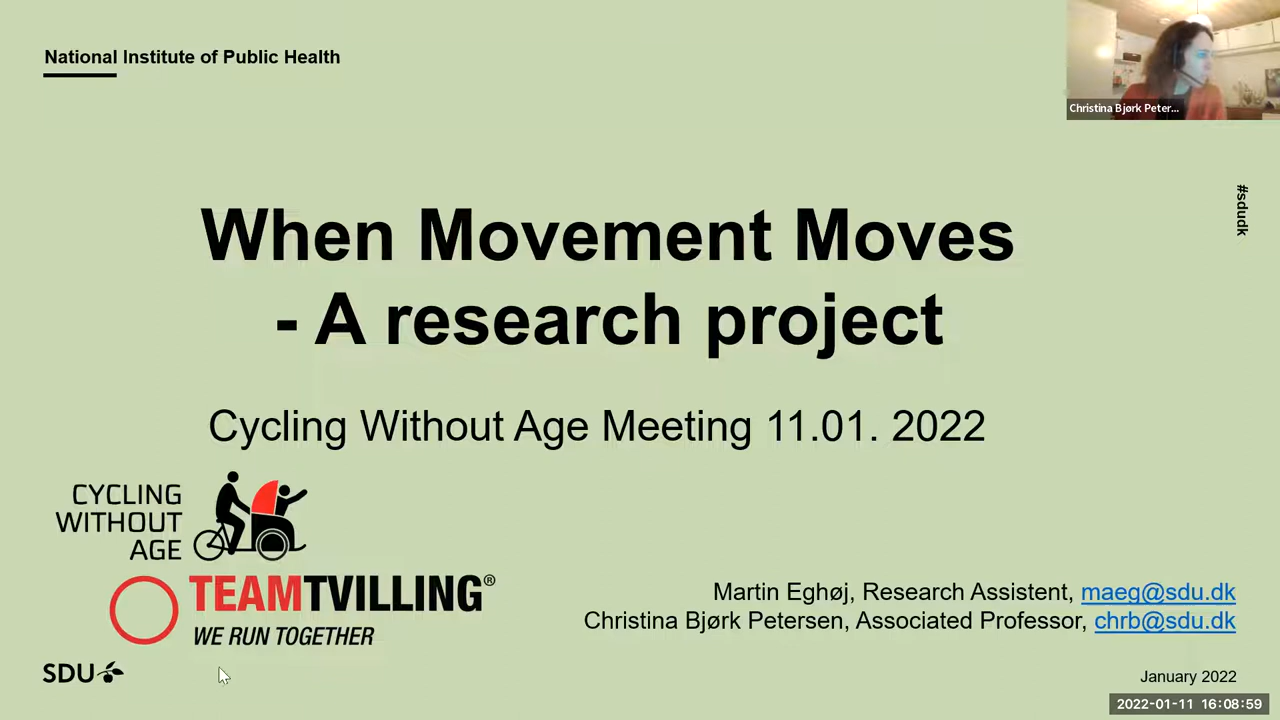 National Institute of Public Health
Christina Bjørk Peter...
#sdudk
When Movement Moves
- A research project
Cycling Without Age Meeting 11.01. 2022
CYCLING
WITHOUT
AGE
TEAMTVILLING®
WE RUN TOGETHER
Martin Eghøj, Research Assistent, maeg@sdu.dk
Christina Bjørk Petersen, Associated Professor, chrb@sdu.dk
SDU
January 2022
2022-01-11 16:08:59